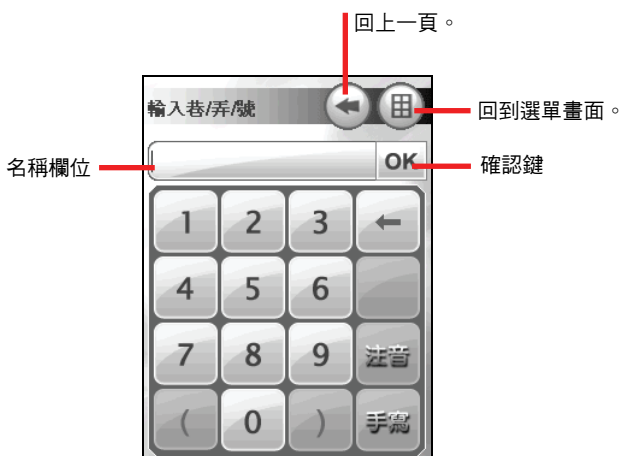 回上一頁。
輸入巷/弄/號
回到選單畫面。
名稱欄位
OK
確認鍵
1 2 3 ←
4 5 6
7 8 9 注音
( 0 ) 手寫